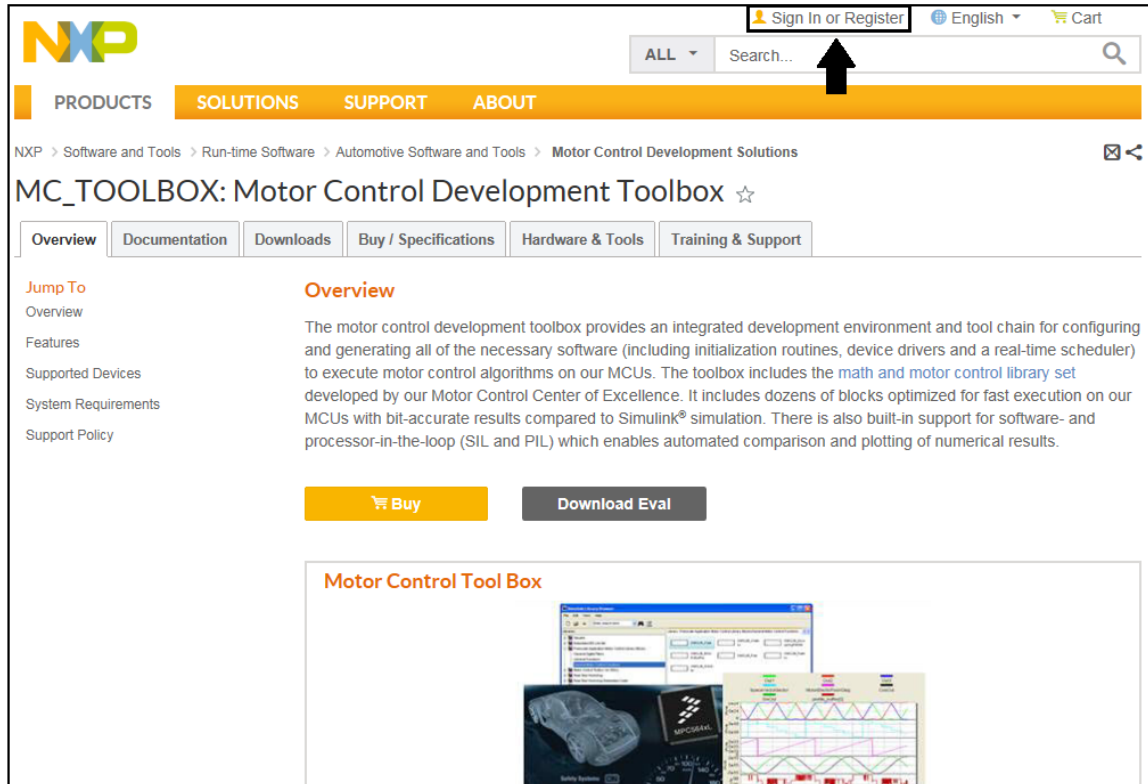 Sign In or Register English Cart
NXP
ALL Search...
PRODUCTS SOLUTIONS SUPPORT ABOUT
NXP > Software and Tools > Run-time Software > Automotive Software and Tools > Motor Control Development Solutions
MC_TOOLBOX: Motor Control Development Toolbox
Overview Documentation Downloads Buy / Specifications Hardware & Tools Training & Support
Jump To
Overview
Features
Supported Devices
System Requirements
Support Policy
Overview
The motor control development toolbox provides an integrated development environment and tool chain for configuring
and generating all of the necessary software (including initialization routines, device drivers and a real-time scheduler)
to execute motor control algorithms on our MCUs. The toolbox includes the math and motor control library set
developed by our Motor Control Center of Excellence. It includes dozens of blocks optimized for fast execution on our
MCUs with bit-accurate results compared to Simulink® simulation. There is also built-in support for software- and
processor-in-the-loop (SIL and PIL) which enables automated comparison and plotting of numerical results.
Buy Download Eval
Motor Control Tool Box
MPC564xL
Safety Systems